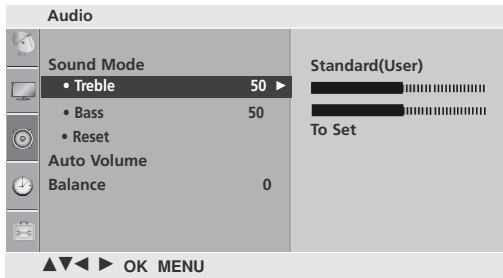 Audio
Sound Mode Standard(User)
• Treble 50 ►
• Bass 50
• Reset To Set
Auto Volume
Balance 0
▲▼◄ ► OK MENU